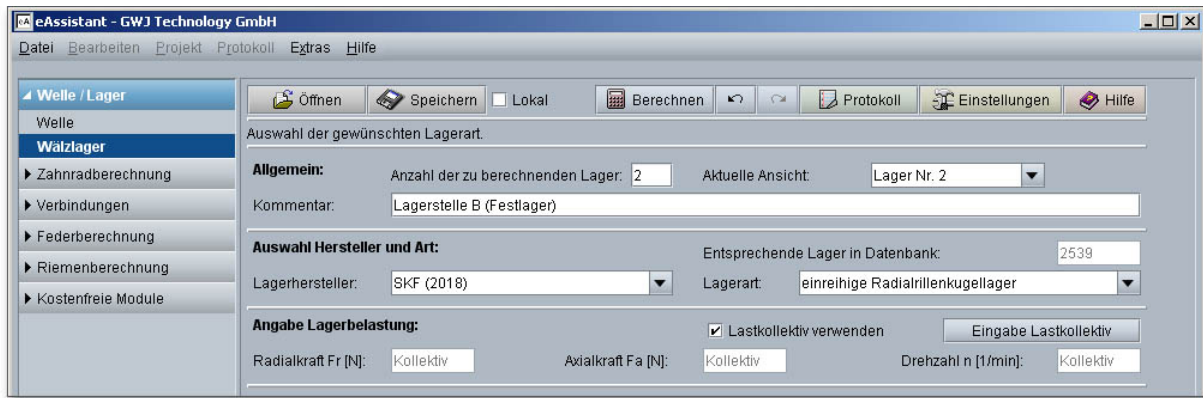 eAssistant - GWJ Technology GmbH
Datei Bearbeiten Projekt Protokoll Extras Hilfe
Welle / Lager
Welle
Wälzlager
Zahnradberechnung
Verbindungen
Federberechnung
Riemenberechnung
Kostenfreie Module
Öffnen Speichern Lokal Berechnen Protokoll Einstellungen Hilfe
Auswahl der gewünschten Lagerart.
Allgemein: Anzahl der zu berechnenden Lager: 2 Aktuelle Ansicht: Lager Nr. 2
Kommentar: Lagerstelle B (Festlager)
Auswahl Hersteller und Art: Entsprechende Lager in Datenbank: 2539
Lagerhersteller: SKF (2018) Lagerart: einreihige Radialrillenkugellager
Angabe Lagerbelastung: Lastkollektiv verwenden Eingabe Lastkollektiv
Radialkraft Fr [N]: Kollektiv Axialkraft Fa [N]: Kollektiv Drehzahl n [1/min]: Kollektiv